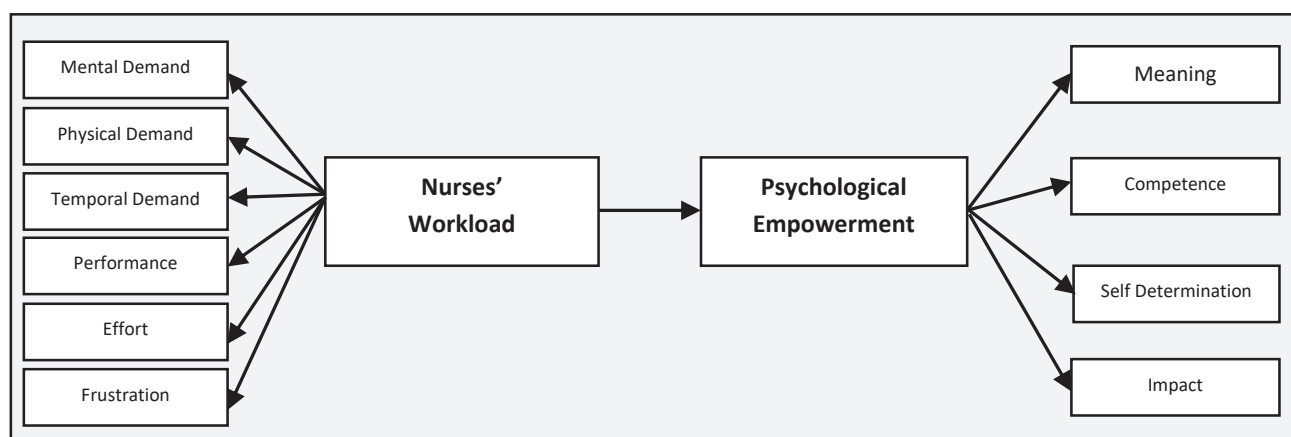 Mental Demand
Physical Demand
Temporal Demand
Performance
Effort
Frustration
Nurses’
Workload
Psychological
Empowerment
Meaning
Competence
Self Determination
Impact